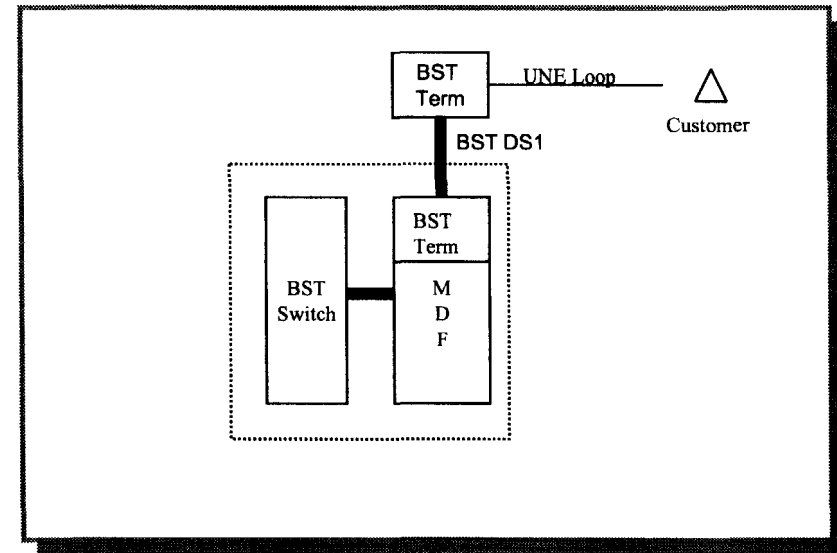 BST
Term
UNE Loop
Customer
BST DS1
BST
Term
BST
Switch
M
D
F